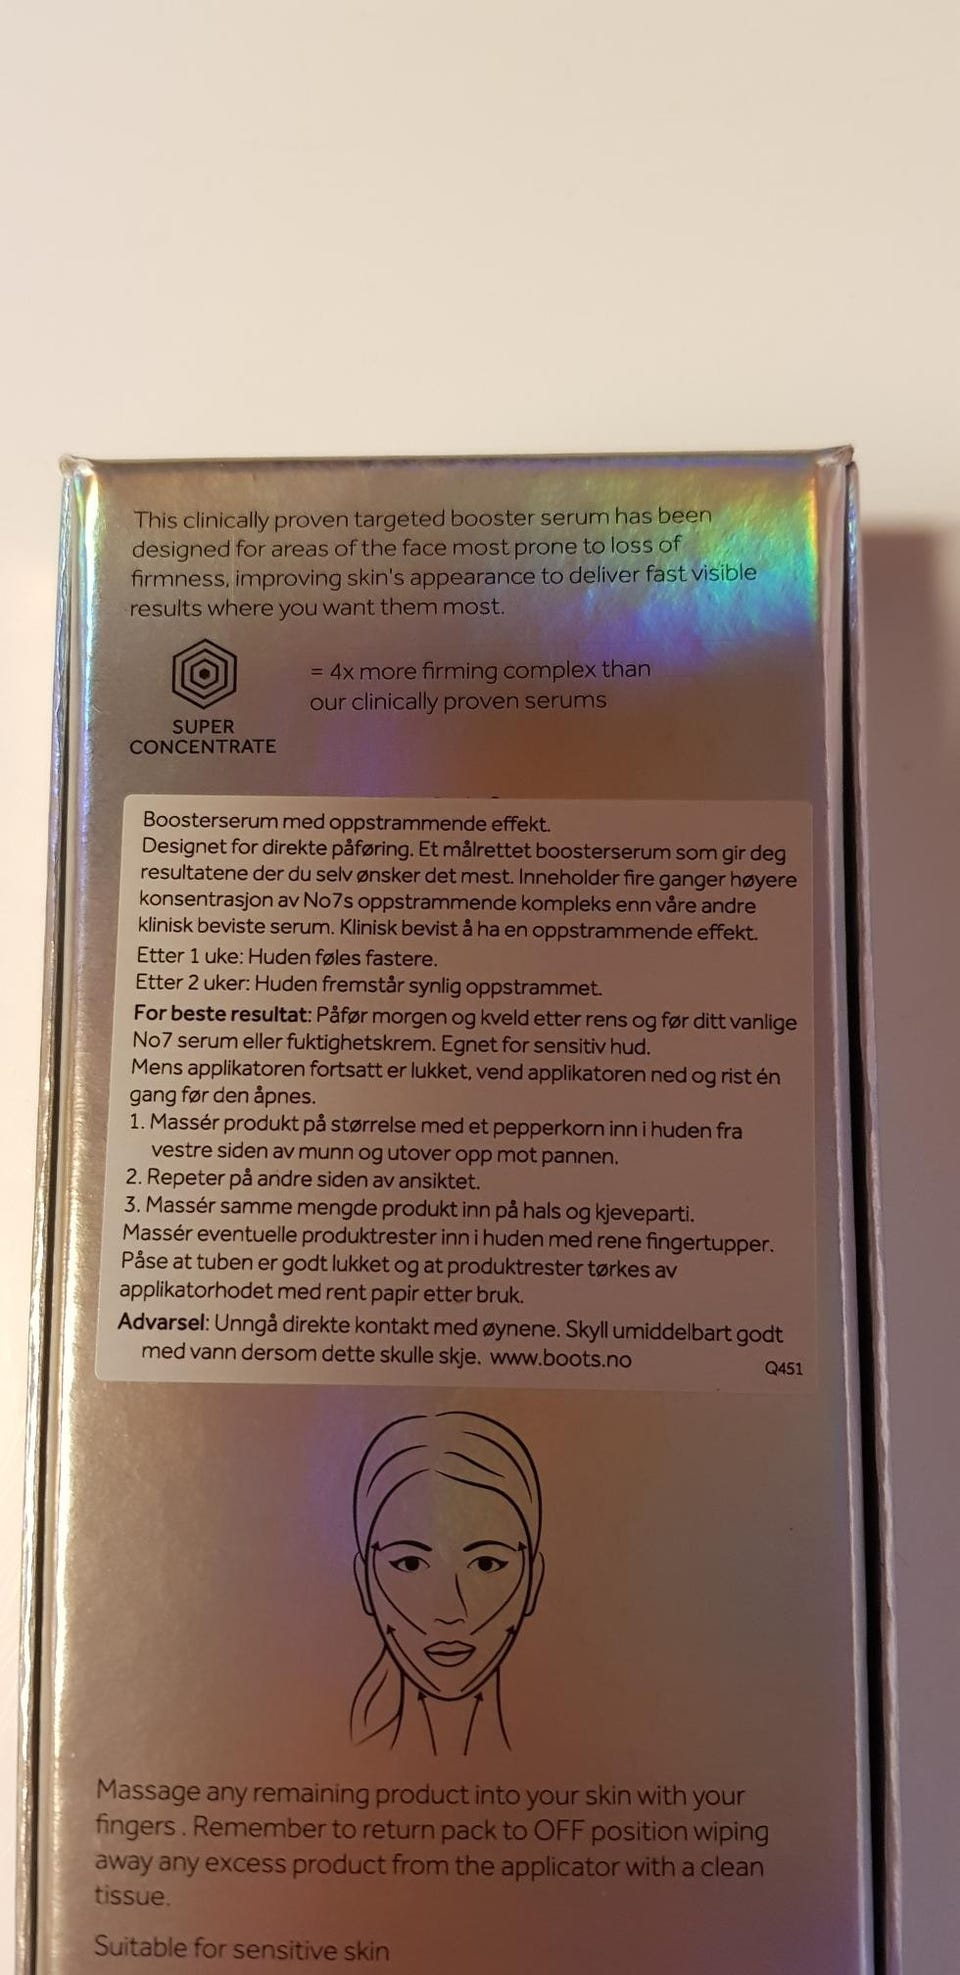 This clinically proven targeted booster serum has been
designed for areas of the face most prone to loss of
firmness, improving skin's appearance to deliver fast visible
results where you want them most.
SUPER
CONCENTRATE
= 4x more firming complex than
our clinically proven serums
Boosterserum med oppstrammende effekt.
Designet for direkte påføring. Et målrettet boosterserum som gir deg
resultatene der du selv ønsker det mest. Inneholder fire ganger høyere
konsentrasjon av No7s oppstrammende kompleks enn våre andre
klinisk beviste serum. Klinisk bevist å ha en oppstrammende effekt.
Etter 1 uke: Huden føles fastere.
Etter 2 uker: Huden fremstår synlig oppstrammet.
For beste resultat: Påfør morgen og kveld etter rens og før ditt vanlige
No7 serum eller fuktighetskrem. Egnet for sensitiv hud.
Mens applikatoren fortsatt er lukket, vend applikatoren ned og rist én
gang før den åpnes.
1. Massér produkt på størrelse med et pepperkorn inn i huden fra
vestre siden av munn og utover opp mot pannen.
2. Repeter på andre siden av ansiktet.
3. Massér samme mengde produkt inn på hals og kjeveparti.
Massér eventuelle produktrester inn i huden med rene fingertupper.
Påse at tuben er godt lukket og at produktrester tørkes av
applikatorhodet med rent papir etter bruk.
Advarsel: Unngå direkte kontakt med øynene. Skyll umiddelbart godt
med vann dersom dette skulle skje. www.boots.no
Q451
Massage any remaining product into your skin with your
fingers. Remember to return pack to OFF position wiping
away any excess product from the applicator with a clean
tissue.
Suitable for sensitive skin